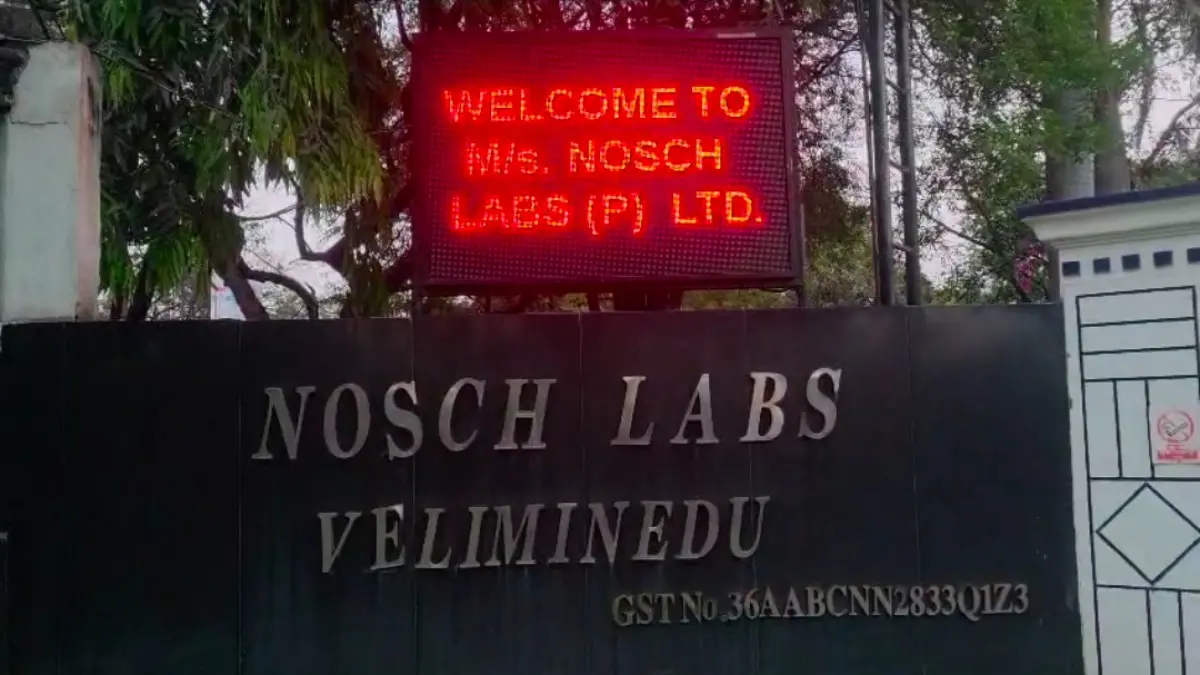 WELCOME TO
M/s. NOSCH
LABS (P) LTD.
NOSCH LABS
VELIMINEDU
GST No.36AABCNN2833Q1Z3